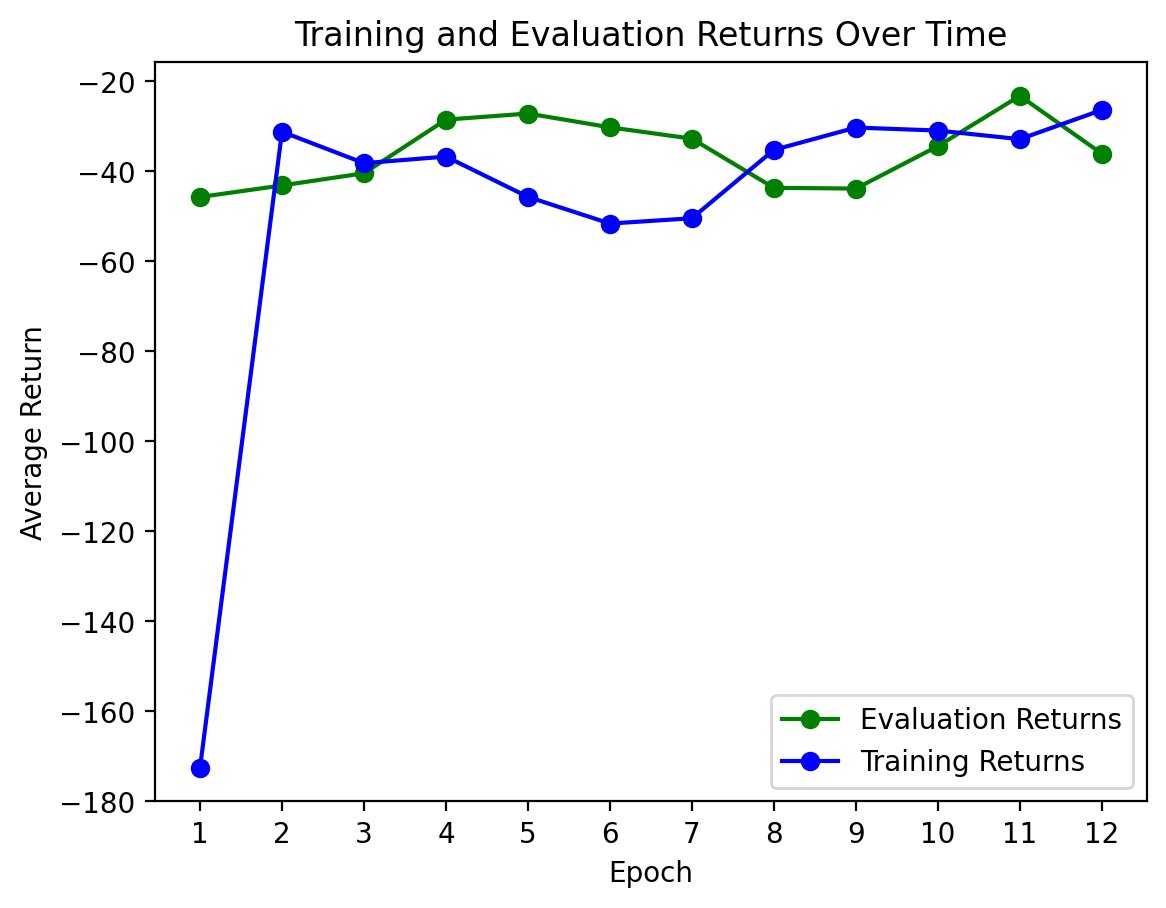 Training and Evaluation Returns Over Time
Average Return
−20
−40
−60
−80
−100
−120
−140
−160
−180
1 2 3 4 5 6 7 8 9 10 11 12
Epoch
Evaluation Returns
Training Returns